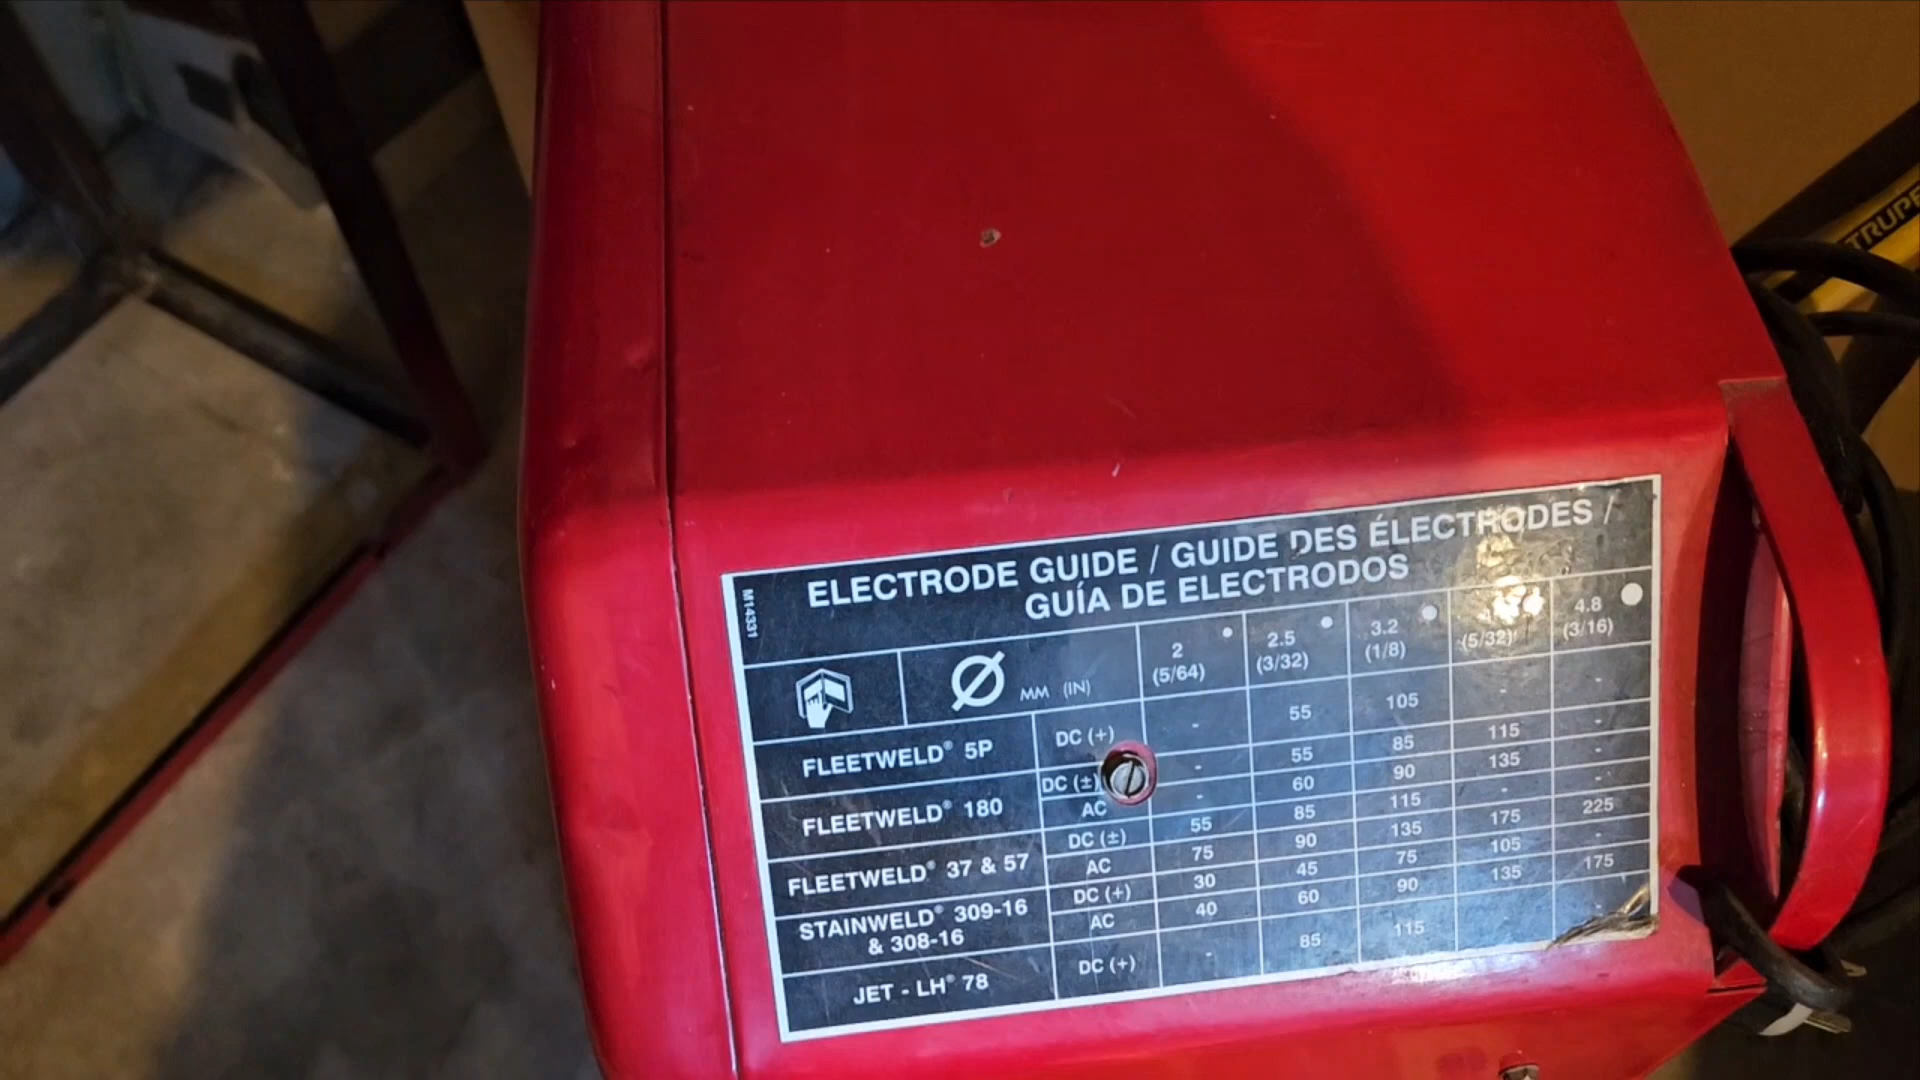 ELECTRODE GUIDE / GUIDE DES ÉLECTRODES /
GUÍA DE ELECTRODOS
M14331
MM (IN) 2 (5/64) 2.5 (3/32) 3.2 (1/8) (5/32) 4.8 (3/16)
FLEETWELD® 5P DC (+) - 55 105 - -
FLEETWELD® 180 DC (±) - 55 85 115 -
AC - 60 90 135 -
FLEETWELD® 37 & 57 DC (±) 55 85 115 -
AC 75 90 135 175 225
STAINWELD® 309-16 & 308-16 DC (+) 30 45 75 105 -
AC 40 60 90 135 175
JET - LH® 78 DC (+) - 85 115
TRUPE